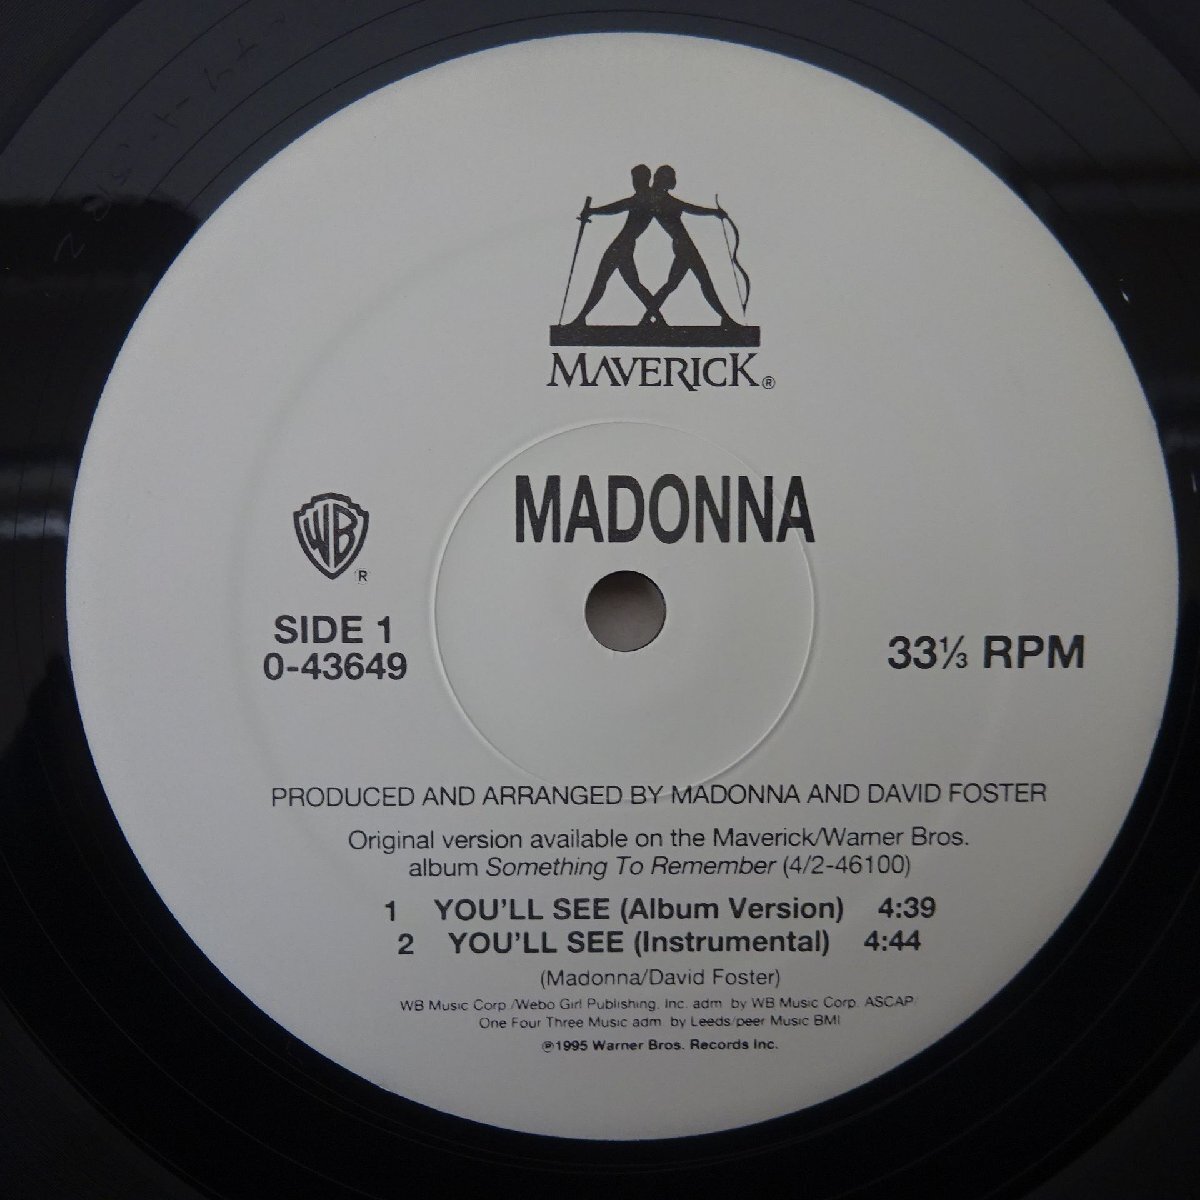 MAVERICK®
MADONNA
WB ®
SIDE 1
0-43649
33⅓ RPM
PRODUCED AND ARRANGED BY MADONNA AND DAVID FOSTER
Original version available on the Maverick/Warner Bros.
album Something To Remember (4/2-46100)
1 YOU'LL SEE (Album Version) 4:39
2 YOU'LL SEE (Instrumental) 4:44
(Madonna/David Foster)
WB Music Corp./Webo Girl Publishing, Inc. adm. by WB Music Corp. ASCAP
One Four Three Music adm. by Leeds/peer Music BMI
℗1995 Warner Bros. Records Inc.